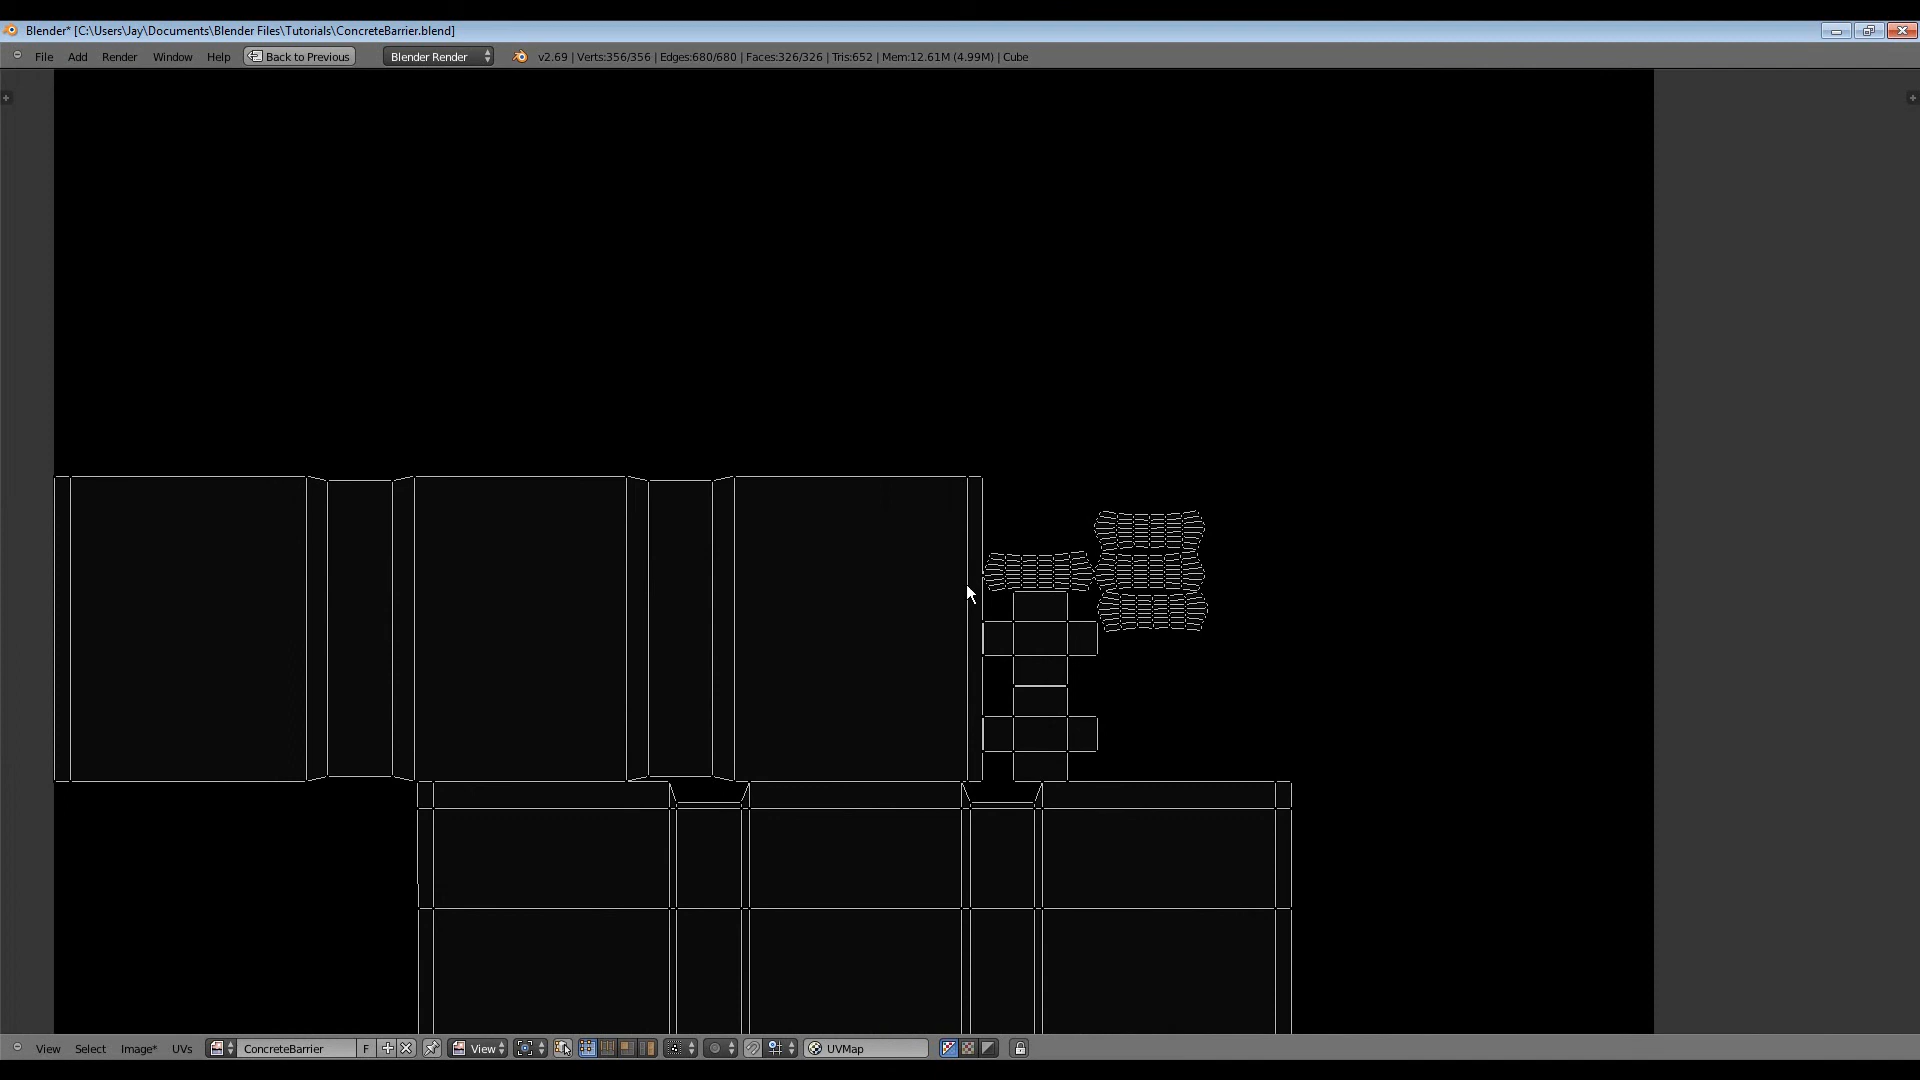 Blender* [C:\Users\Jay\Documents\Blender Files\Tutorials\ConcreteBarrier.blend]
File Add Render Window Help Back to Previous Blender Render v2.69 | Verts:356/356 | Edges:680/680 | Faces:326/326 | Tris:652 | Mem:12.61M (4.99M) | Cube
View Select Image* UVs ConcreteBarrier F View UVMap